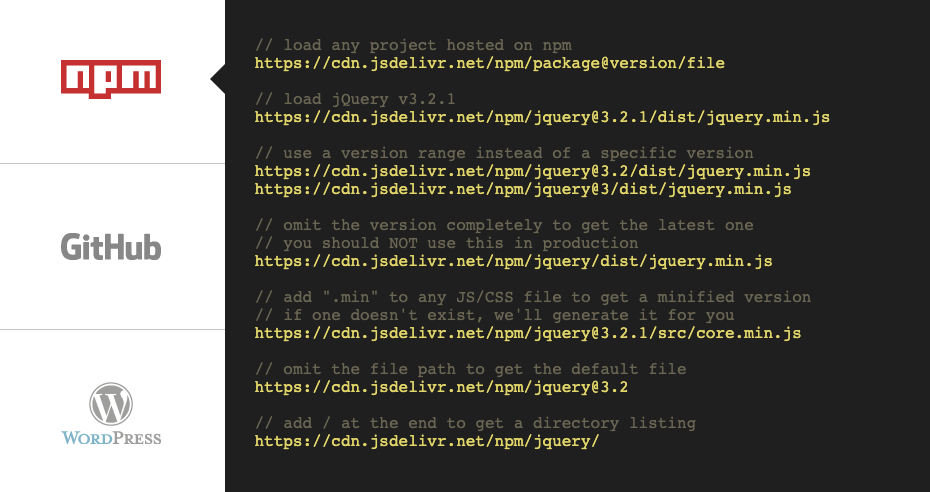 npm
GitHub
WORDPRESS
// load any project hosted on npm
https://cdn.jsdelivr.net/npm/package@version/file
// load jQuery v3.2.1
https://cdn.jsdelivr.net/npm/jquery@3.2.1/dist/jquery.min.js
// use a version range instead of a specific version
https://cdn.jsdelivr.net/npm/jquery@3.2/dist/jquery.min.js
https://cdn.jsdelivr.net/npm/jquery@3/dist/jquery.min.js
// omit the version completely to get the latest one
// you should NOT use this in production
https://cdn.jsdelivr.net/npm/jquery/dist/jquery.min.js
// add ".min" to any JS/CSS file to get a minified version
// if one doesn't exist, we'll generate it for you
https://cdn.jsdelivr.net/npm/jquery@3.2.1/src/core.min.js
// omit the file path to get the default file
https://cdn.jsdelivr.net/npm/jquery@3.2
// add / at the end to get a directory listing
https://cdn.jsdelivr.net/npm/jquery/